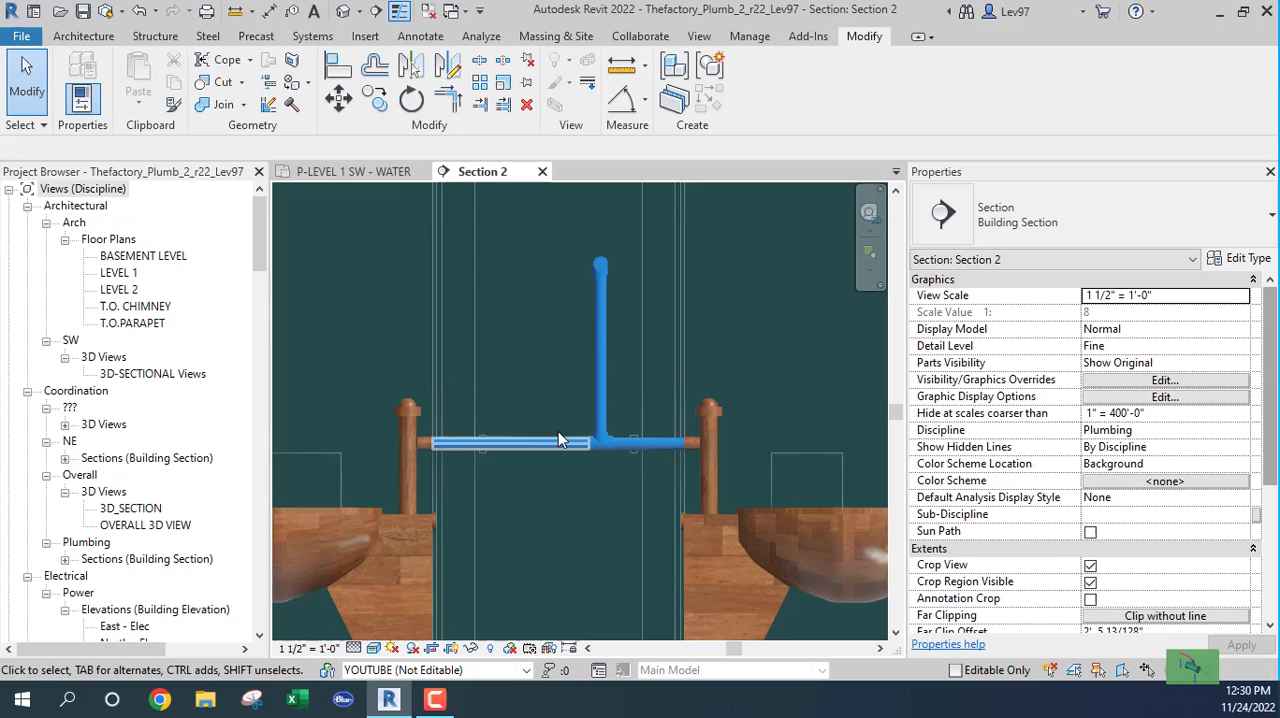 Autodesk Revit 2022 - Thefactory_Plumb_2_r22_Lev97 - Section: Section 2
Lev97
File Architecture Structure Steel Precast Systems Insert Annotate Analyze Massing & Site Collaborate View Manage Add-Ins Modify
Modify
Paste
Cope
Cut
Join
Select Properties Clipboard Geometry Modify View Measure Create
Project Browser - Thefactory_Plumb_2_r22_Lev97
P-LEVEL 1 SW - WATER
Section 2
Properties
Views (Discipline)
Architectural
Arch
Floor Plans
BASEMENT LEVEL
LEVEL 1
LEVEL 2
T.O. CHIMNEY
T.O.PARAPET
SW
3D Views
3D-SECTIONAL Views
Coordination
???
3D Views
NE
Sections (Building Section)
Overall
3D Views
3D_SECTION
OVERALL 3D VIEW
Plumbing
Sections (Building Section)
Electrical
Power
Elevations (Building Elevation)
East - Elec
Section
Building Section
Section: Section 2
Edit Type
Graphics
View Scale 1 1/2" = 1'-0"
Scale Value 1: 8
Display Model Normal
Detail Level Fine
Parts Visibility Show Original
Visibility/Graphics Overrides Edit...
Graphic Display Options Edit...
Hide at scales coarser than 1" = 400'-0"
Discipline Plumbing
Show Hidden Lines By Discipline
Color Scheme Location Background
Color Scheme <none>
Default Analysis Display Style None
Sub-Discipline
Sun Path
Extents
Crop View
Crop Region Visible
Annotation Crop
Far Clipping Clip without line
Properties help
Apply
1 1/2" = 1'-0"
Click to select, TAB for alternates, CTRL adds, SHIFT unselects.
YOUTUBE (Not Editable)
:0
Main Model
Editable Only
Blue
12:30 PM
11/24/2022